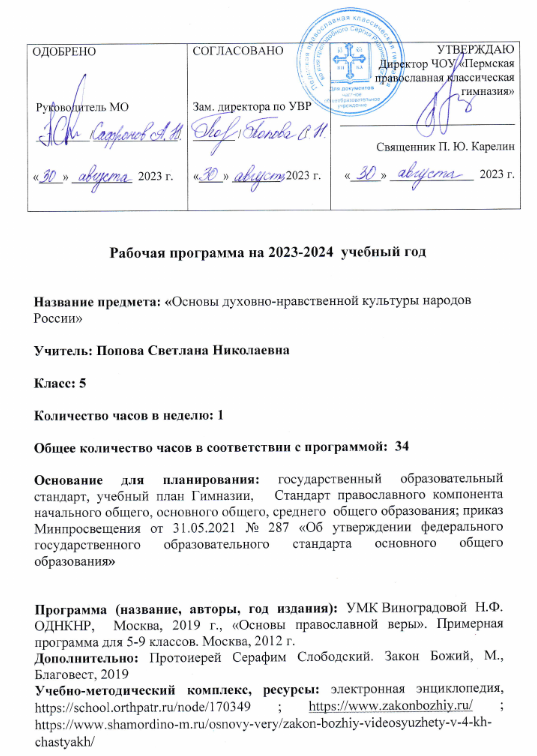 ОДОБРЕНО
Руководитель МО
Кафронов А.Н.
«30» августа 2023 г.
СОГЛАСОВАНО
Зам. директора по УВР
Попова С.Н.
«30» август 2023 г.
УТВЕРЖДАЮ
Директор ЧОУ «Пермская
православная классическая
гимназия»
Священник П. Ю. Карелин
«30» августа 2023 г.
Для документов
Рабочая программа на 2023-2024 учебный год
Название предмета: «Основы духовно-нравственной культуры народов
России»
Учитель: Попова Светлана Николаевна
Класс: 5
Количество часов в неделю: 1
Общее количество часов в соответствии с программой: 34
Основание для планирования: государственный образовательный
стандарт, учебный план Гимназии, Стандарт православного компонента
начального общего, основного общего, среднего общего образования; приказ
Минпросвещения от 31.05.2021 № 287 «Об утверждении федерального
государственного образовательного стандарта основного общего
образования»
Программа (название, авторы, год издания): УМК Виноградовой Н.Ф.
ОДНКНР, Москва, 2019 г., «Основы православной веры». Примерная
программа для 5-9 классов. Москва, 2012 г.
Дополнительно: Протоиерей Серафим Слободский. Закон Божий, М.,
Благовест, 2019
Учебно-методический комплекс, ресурсы: электронная энциклопедия,
https://school.orthpatr.ru/node/170349 ; https://www.zakonbozhiy.ru/ ;
https://www.shamordino-m.ru/osnovy-very/zakon-bozhiy-videosyuzhety-v-4-kh-
chastyakh/